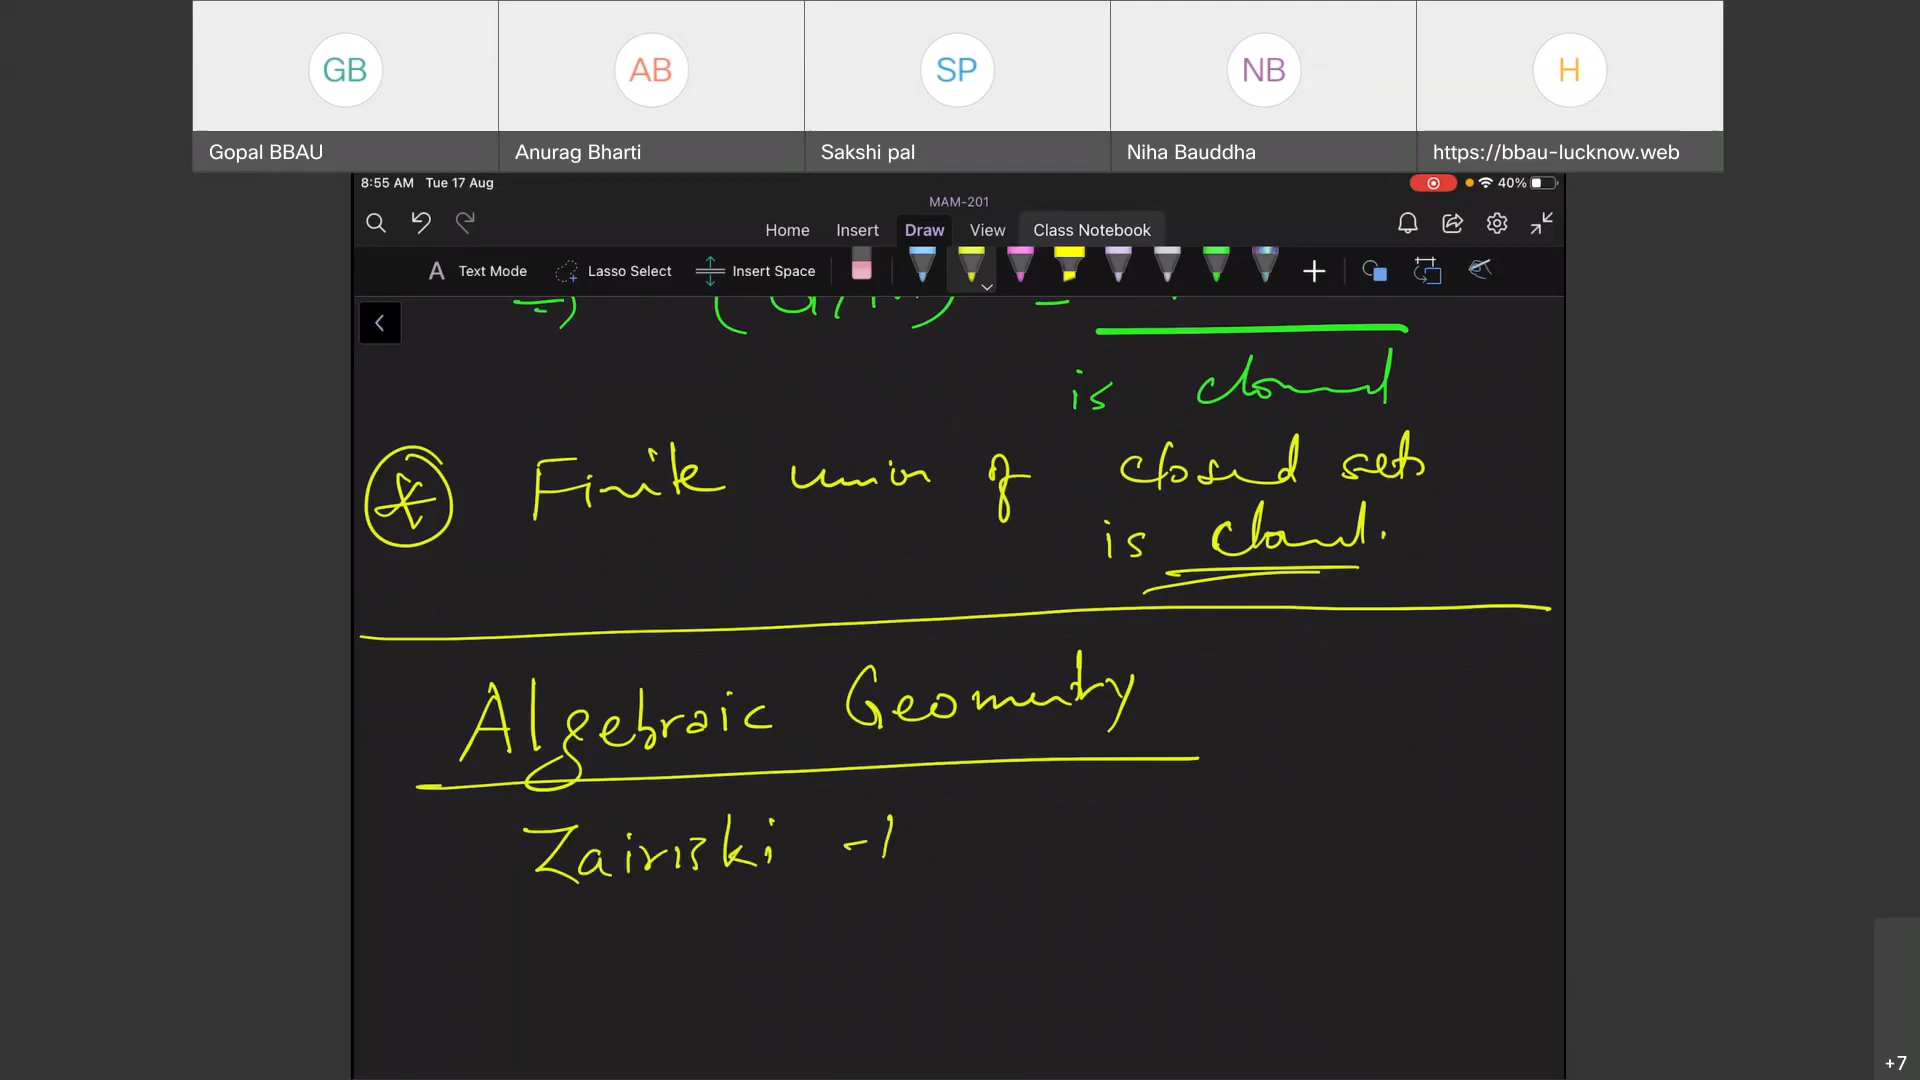 GB AB SP NB H
Gopal BBAU Anurag Bharti Sakshi pal Niha Bauddha https://bbau-lucknow.web
8:55 AM Tue 17 Aug 40%
MAM-201
Home Insert Draw View Class Notebook
A Text Mode Lasso Select Insert Space
is closed
Finite union of closed sets
is closed.
Algebraic Geometry
Zairiski -1
+7